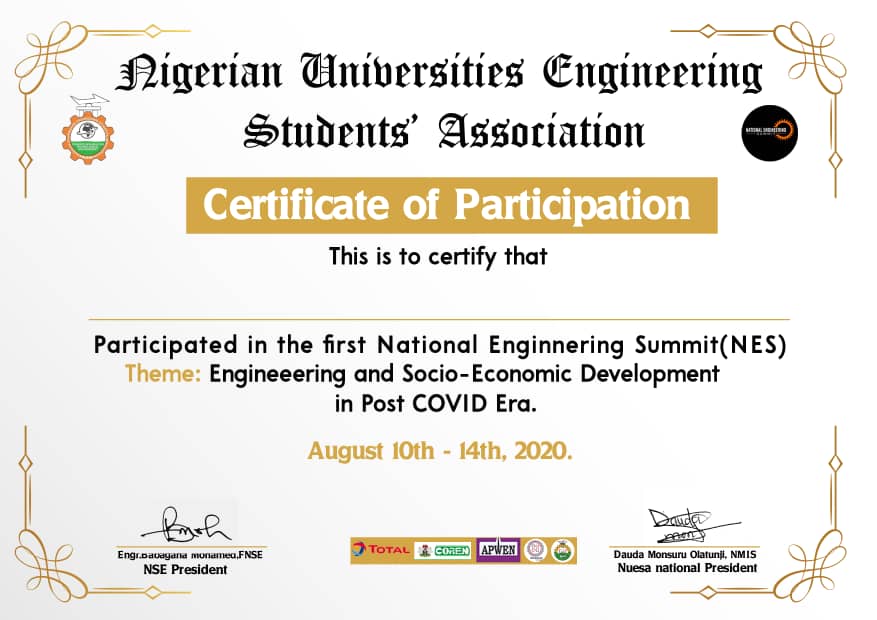 Nigerian Universities Engineering
Students' Association
NATIONAL ENGINEERING
SUMMIT
Certificate of Participation
This is to certify that
Participated in the first National Enginnering Summit(NES)
Theme: Engineeering and Socio-Economic Development
in Post COVID Era.
August 10th - 14th, 2020.
Dauda
Engr.Babagana Mohamed,FNSE
NSE President
TOTAL
COREN
APWEN
Dauda Monsuru Olatunji, NMIS
Nuesa national President